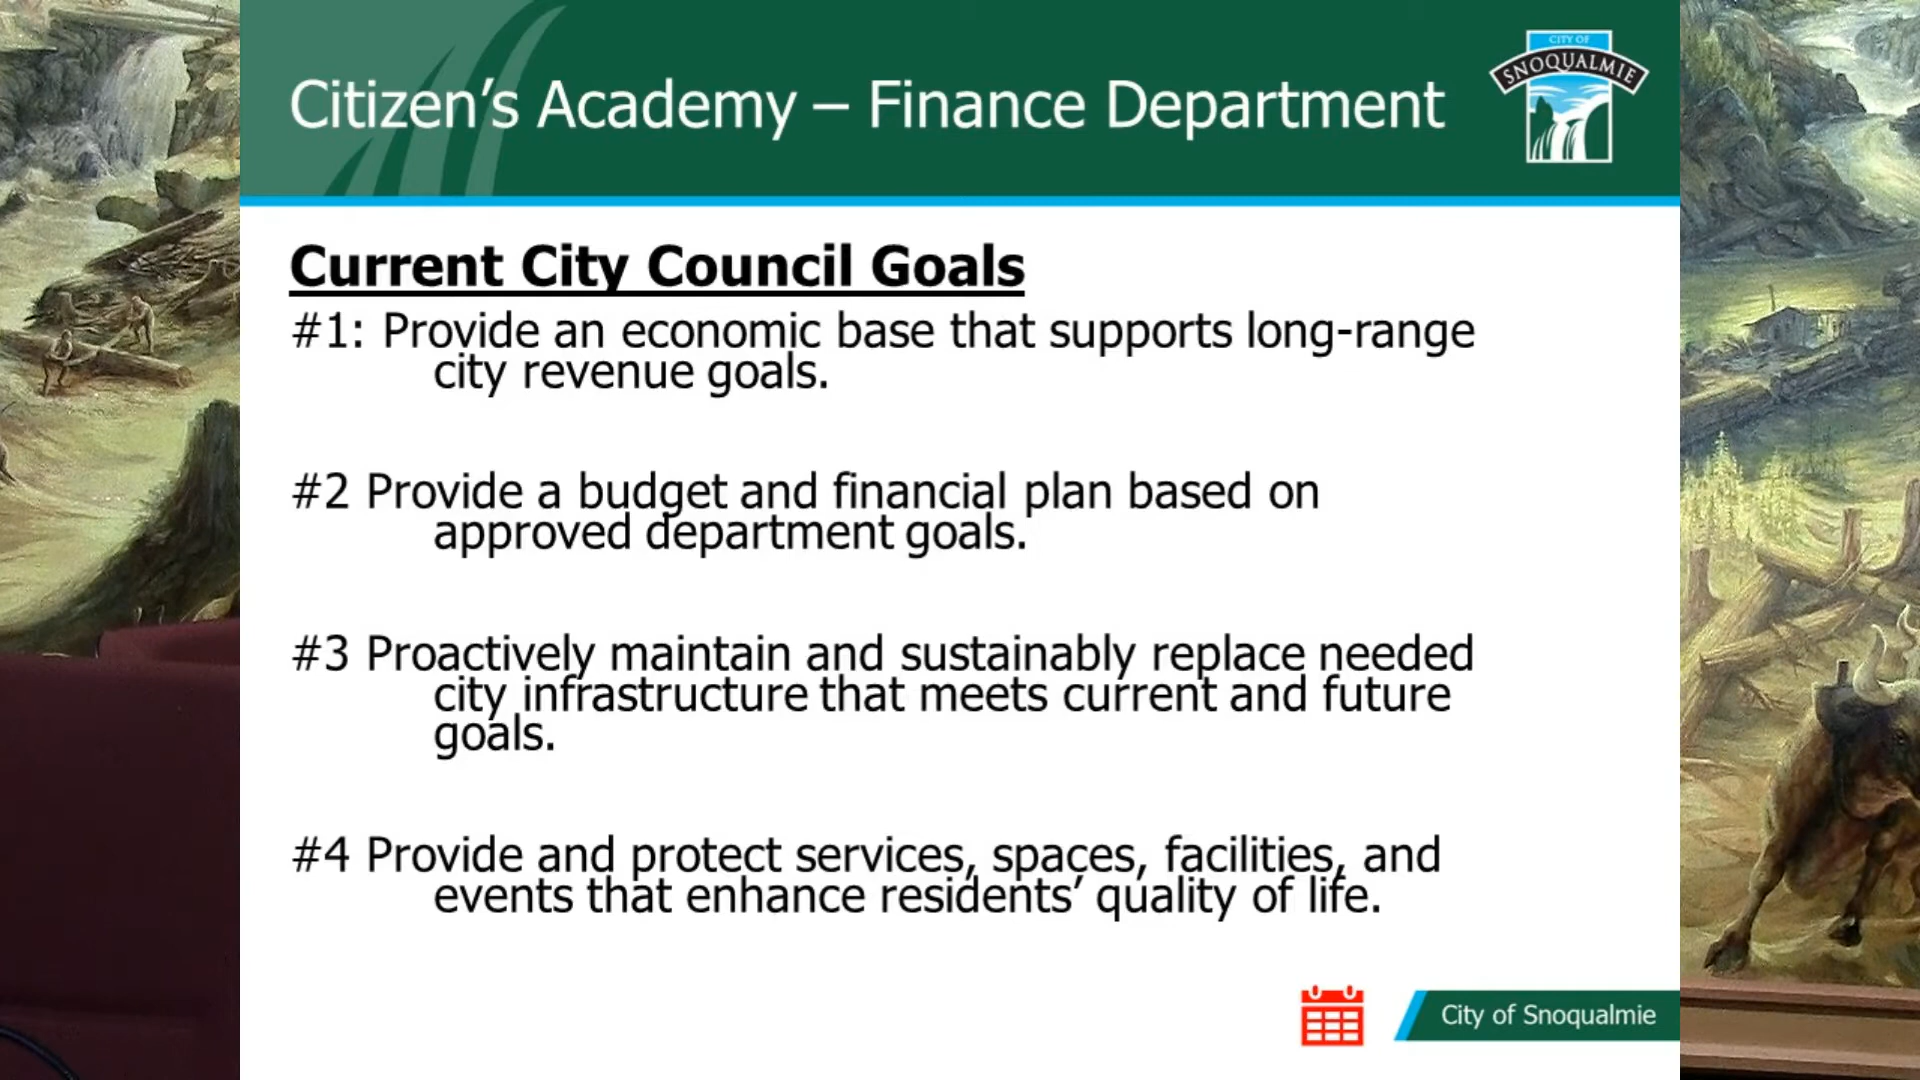 Citizen’s Academy – Finance Department
CITY OF
SNOQUALMIE
Current City Council Goals
#1: Provide an economic base that supports long-range
city revenue goals.
#2 Provide a budget and financial plan based on
approved department goals.
#3 Proactively maintain and sustainably replace needed
city infrastructure that meets current and future
goals.
#4 Provide and protect services, spaces, facilities, and
events that enhance residents’ quality of life.
City of Snoqualmie